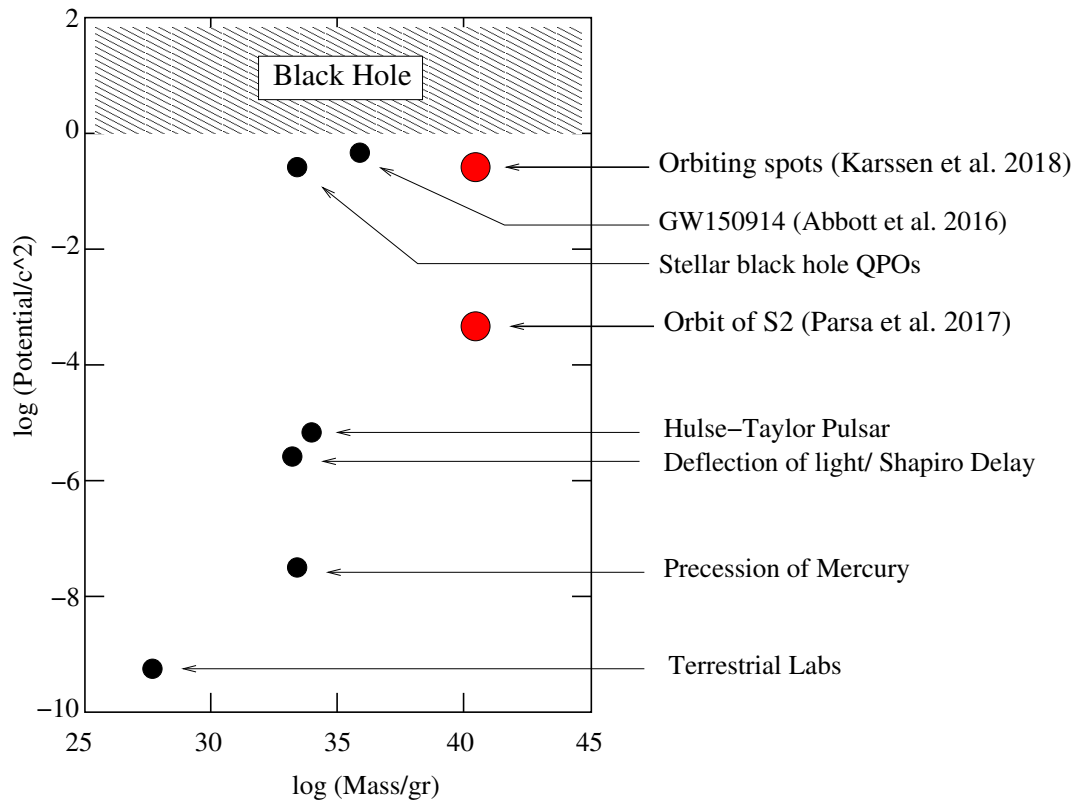 2
Black Hole
0
Orbiting spots (Karssen et al. 2018)
GW150914 (Abbott et al. 2016)
−2
Stellar black hole QPOs
Orbit of S2 (Parsa et al. 2017)
log (Potential/c^2)
−4
Hulse−Taylor Pulsar
Deflection of light/ Shapiro Delay
−6
Precession of Mercury
−8
Terrestrial Labs
−10
25 30 35 40 45
log (Mass/gr)